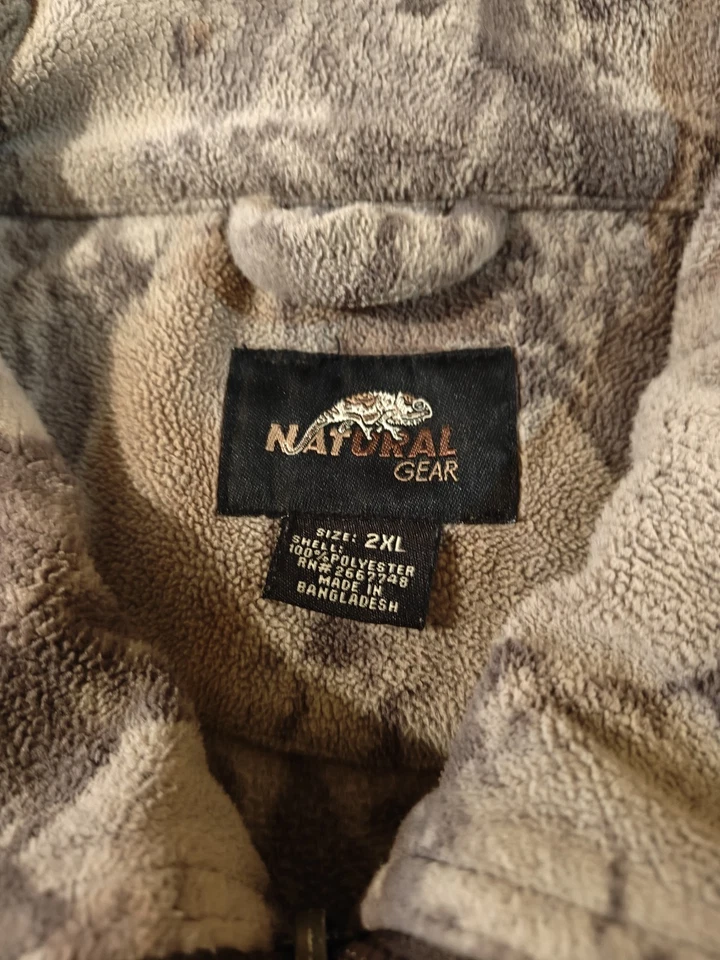 NATURAL
GEAR
SIZE: 2XL
SHELL:
100% POLYESTER
RN# 2667748
MADE IN
BANGLADESH